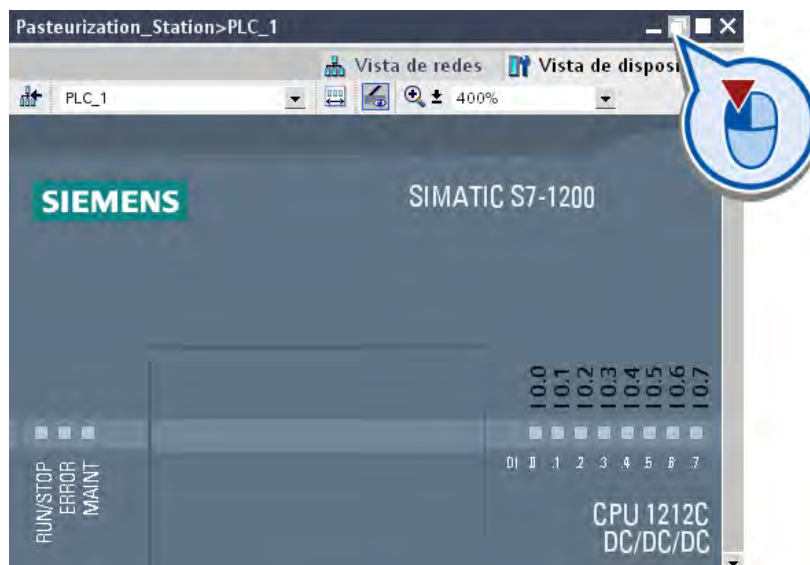 Pasteurization_Station>PLC_1
Vista de redes Vista de
PLC_1 400%
SIEMENS SIMATIC S7-1200
I0.0 I0.1 I0.2 I0.3 I0.4 I0.5 I0.6 I0.7
DI 0 .1 .2 .3 .4 .5 .6 .7
RUN/STOP
ERROR
MAINT
CPU 1212C
DC/DC/DC